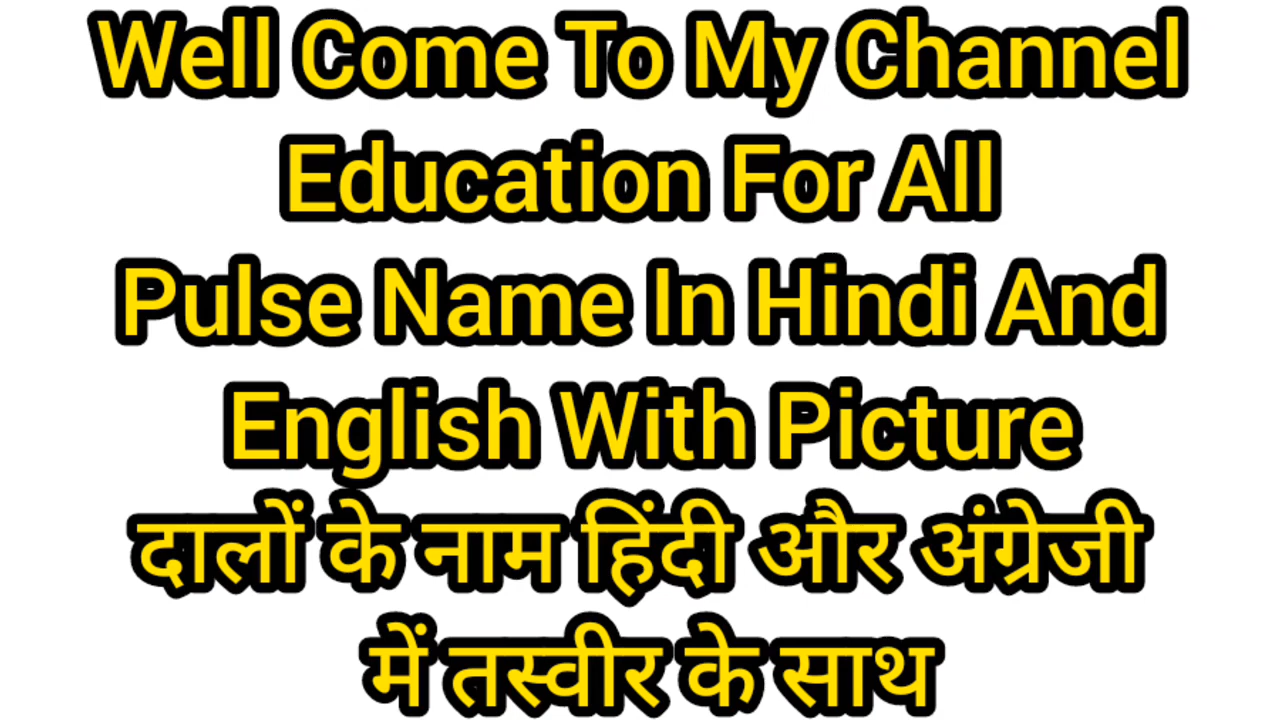 Well Come To My Channel
Education For All
Pulse Name In Hindi And
English With Picture
दालों के नाम हिंदी और अंग्रेजी
में तस्वीर के साथ